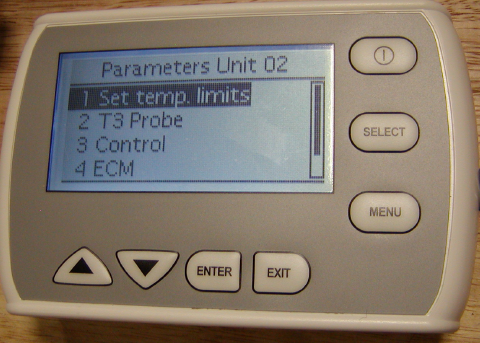 Parameters Unit 02
1 Set temp. limits
2 T3 Probe
3 Control
4 ECM
SELECT
MENU
ENTER
EXIT